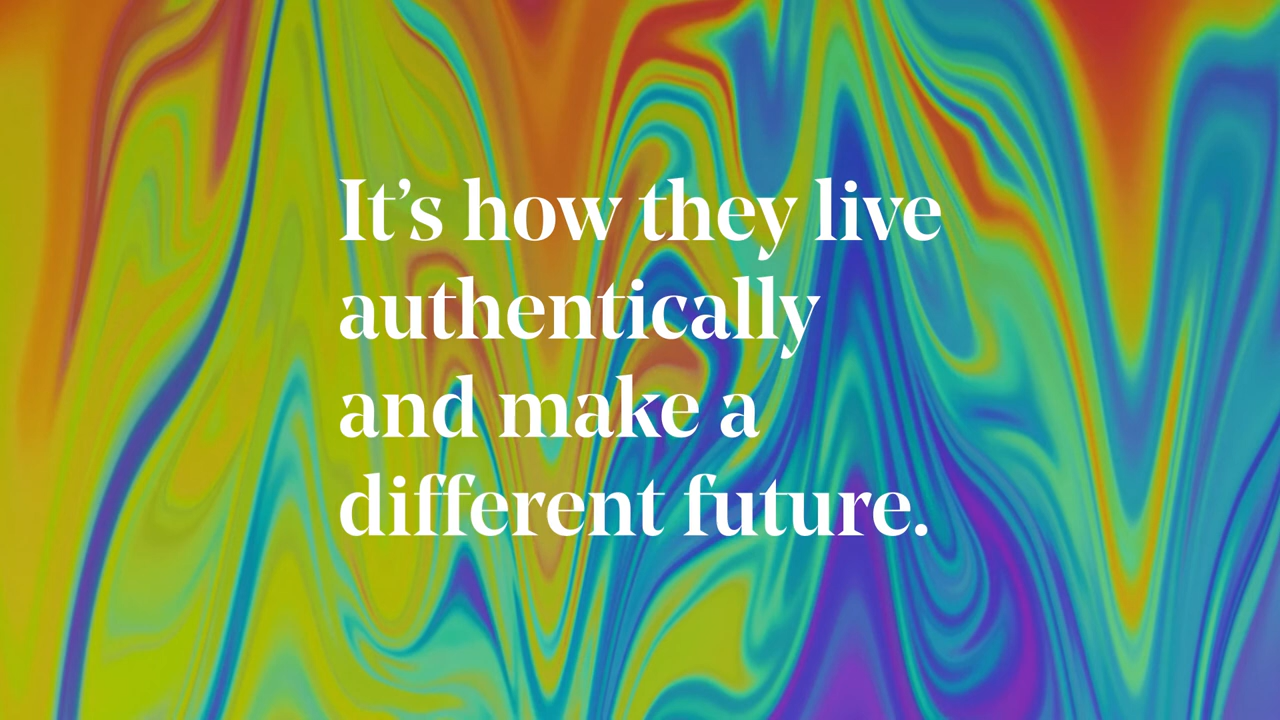 It’s how they live
authentically
and make a
different future.